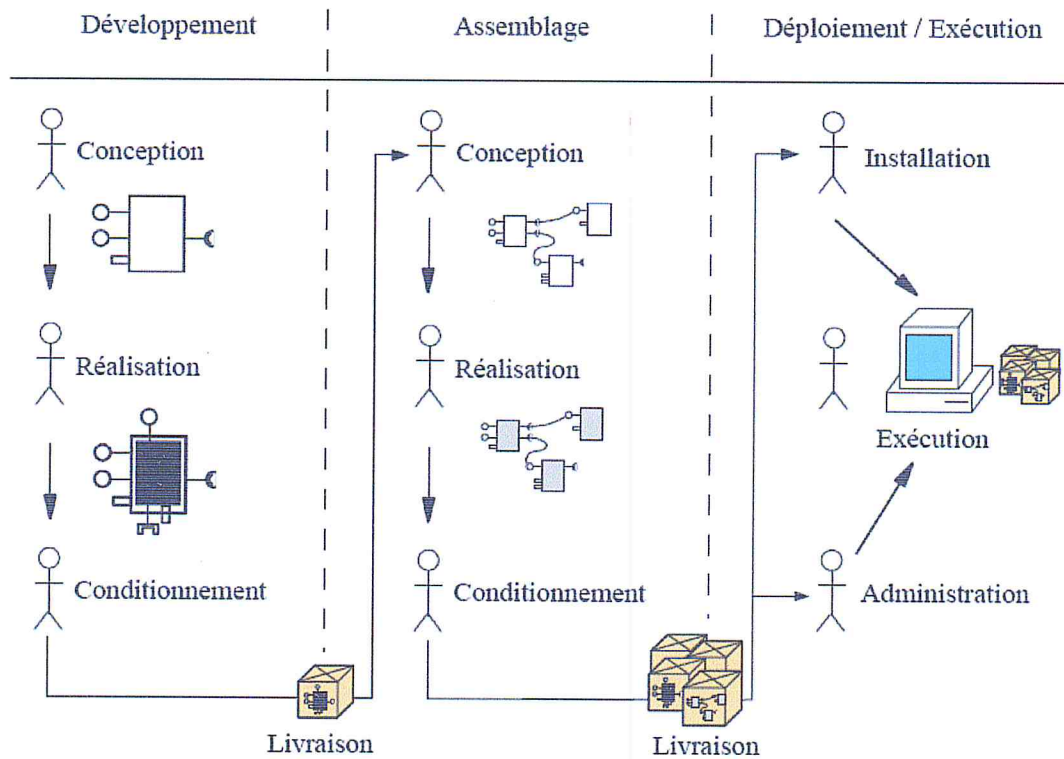 Développement
Assemblage
Déploiement / Exécution
Conception
Conception
Installation
Réalisation
Réalisation
Exécution
Conditionnement
Conditionnement
Administration
Livraison
Livraison